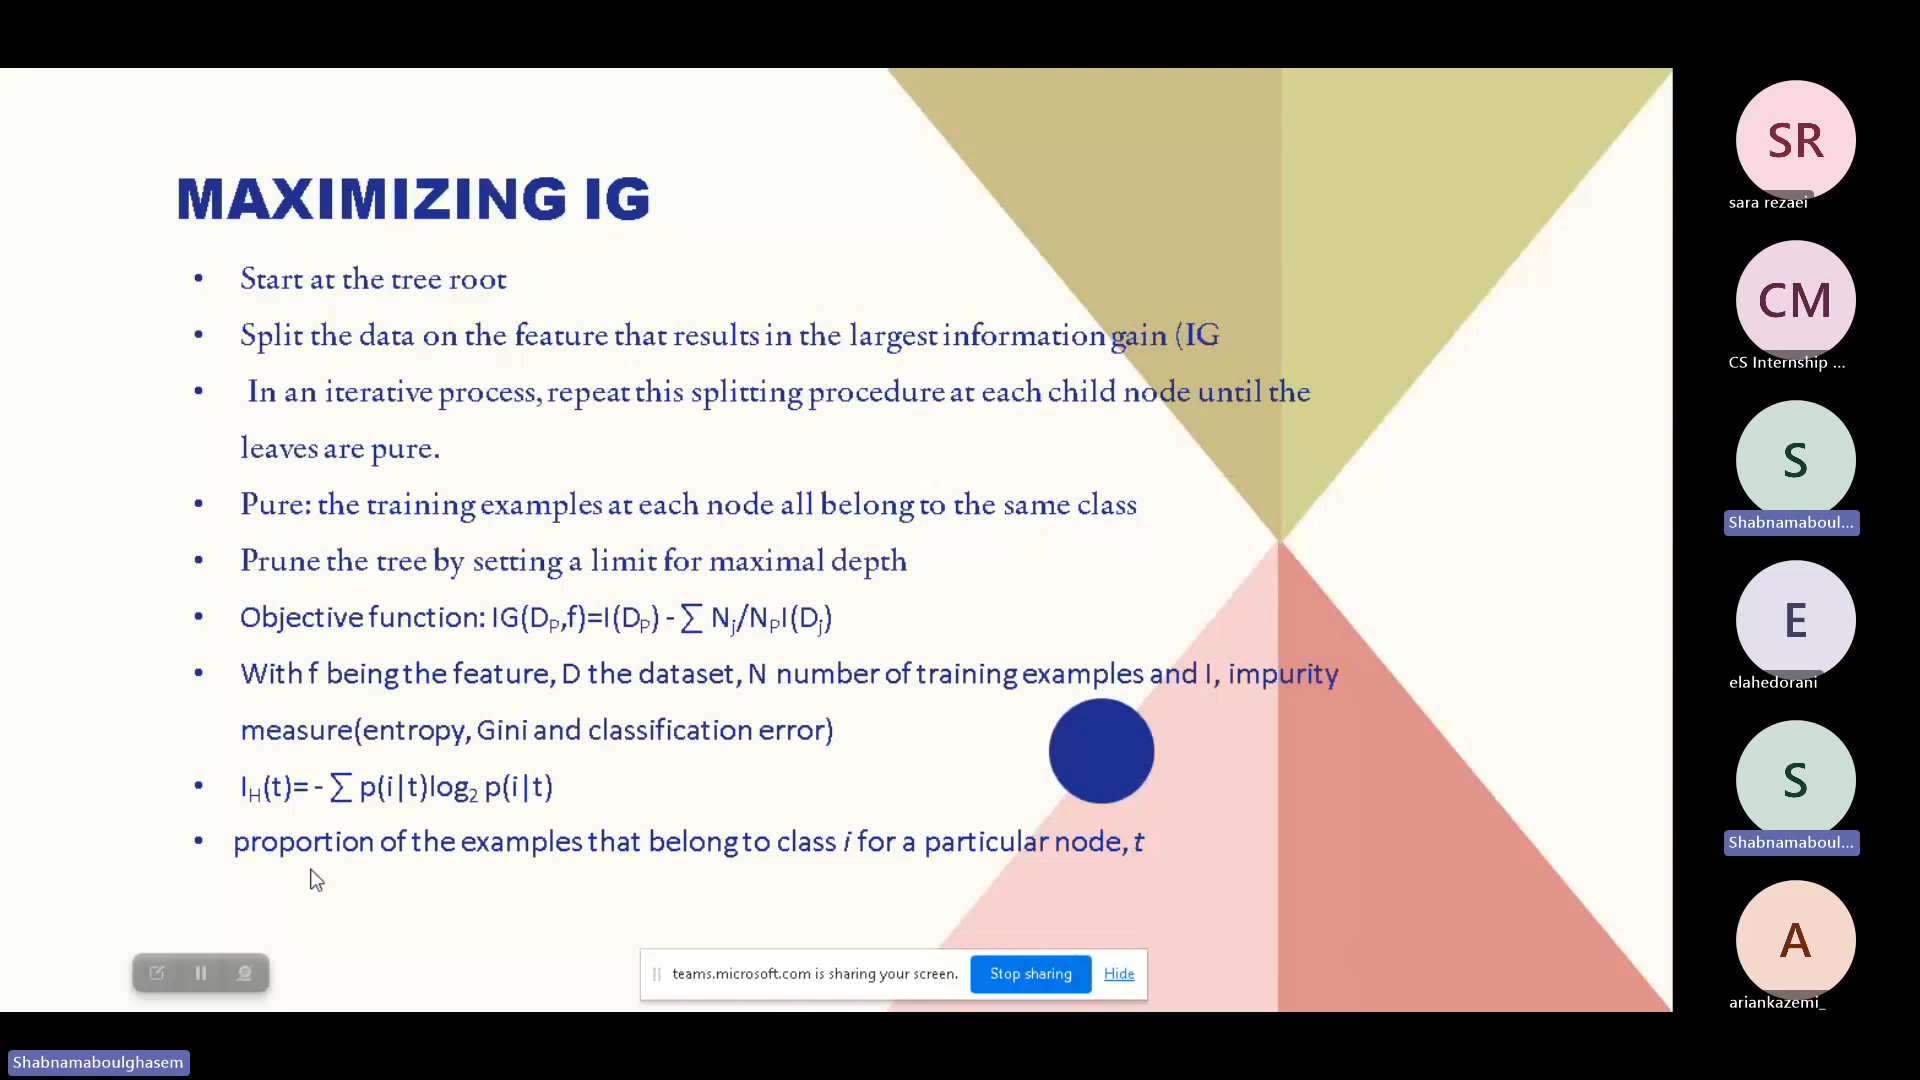 MAXIMIZING IG
• Start at the tree root
• Split the data on the feature that results in the largest information gain (IG
• In an iterative process, repeat this splitting procedure at each child node until the
leaves are pure.
• Pure: the training examples at each node all belong to the same class
• Prune the tree by setting a limit for maximal depth
• Objective function: IG(Dₚ,f)=I(Dₚ) - ∑ Nⱼ/NₚI(Dⱼ)
• With f being the feature, D the dataset, N number of training examples and I, impurity
measure(entropy, Gini and classification error)
• I_H(t)= - ∑ p(i|t)log₂ p(i|t)
• proportion of the examples that belong to class i for a particular node, t
teams.microsoft.com is sharing your screen. Stop sharing Hide
Shabnamaboulghasem
SR
sara rezaei
CM
CS Internship ...
S
Shabnamaboul...
E
elahedorani
S
Shabnamaboul...
A
ariankazemi_